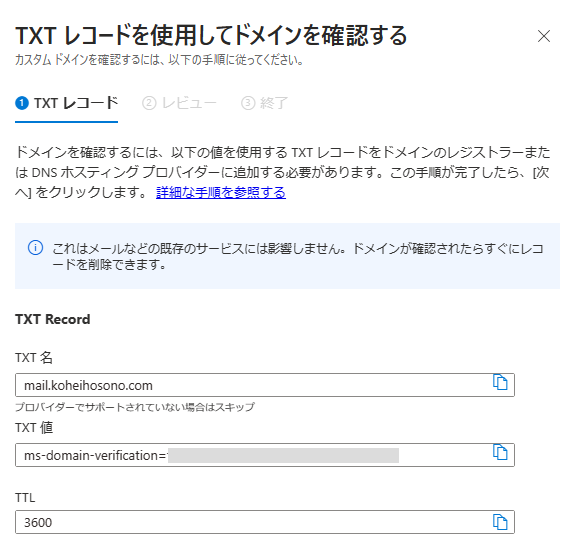 TXT レコードを使用してドメインを確認する
カスタム ドメインを確認するには、以下の手順に従ってください。
1 TXT レコード 2 レビュー 3 終了
ドメインを確認するには、以下の値を使用する TXT レコードをドメインのレジストラーまた
は DNS ホスティング プロバイダーに追加する必要があります。この手順が完了したら、[次
へ] をクリックします。 詳細な手順を参照する
これはメールなどの既存のサービスには影響しません。ドメインが確認されたらすぐにレコ
ードを削除できます。
TXT Record
TXT 名
mail.koheihosono.com
プロバイダーでサポートされていない場合はスキップ
TXT 値
ms-domain-verification=
TTL
3600